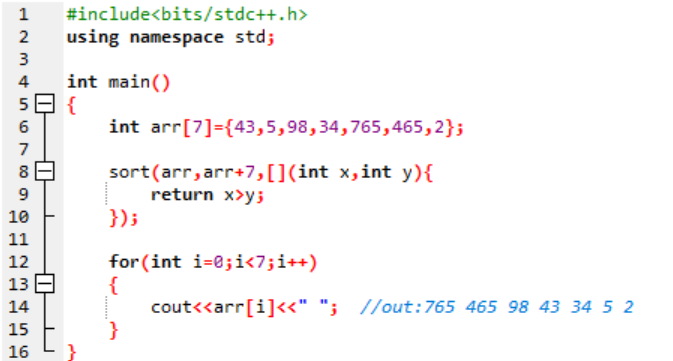 1 #include<bits/stdc++.h>
2 using namespace std;
3
4 int main()
5 {
6 int arr[7]={43,5,98,34,765,465,2};
7
8 sort(arr,arr+7,[](int x,int y){
9 return x>y;
10 });
11
12 for(int i=0;i<7;i++)
13 {
14 cout<<arr[i]<<" "; //out:765 465 98 43 34 5 2
15 }
16 }